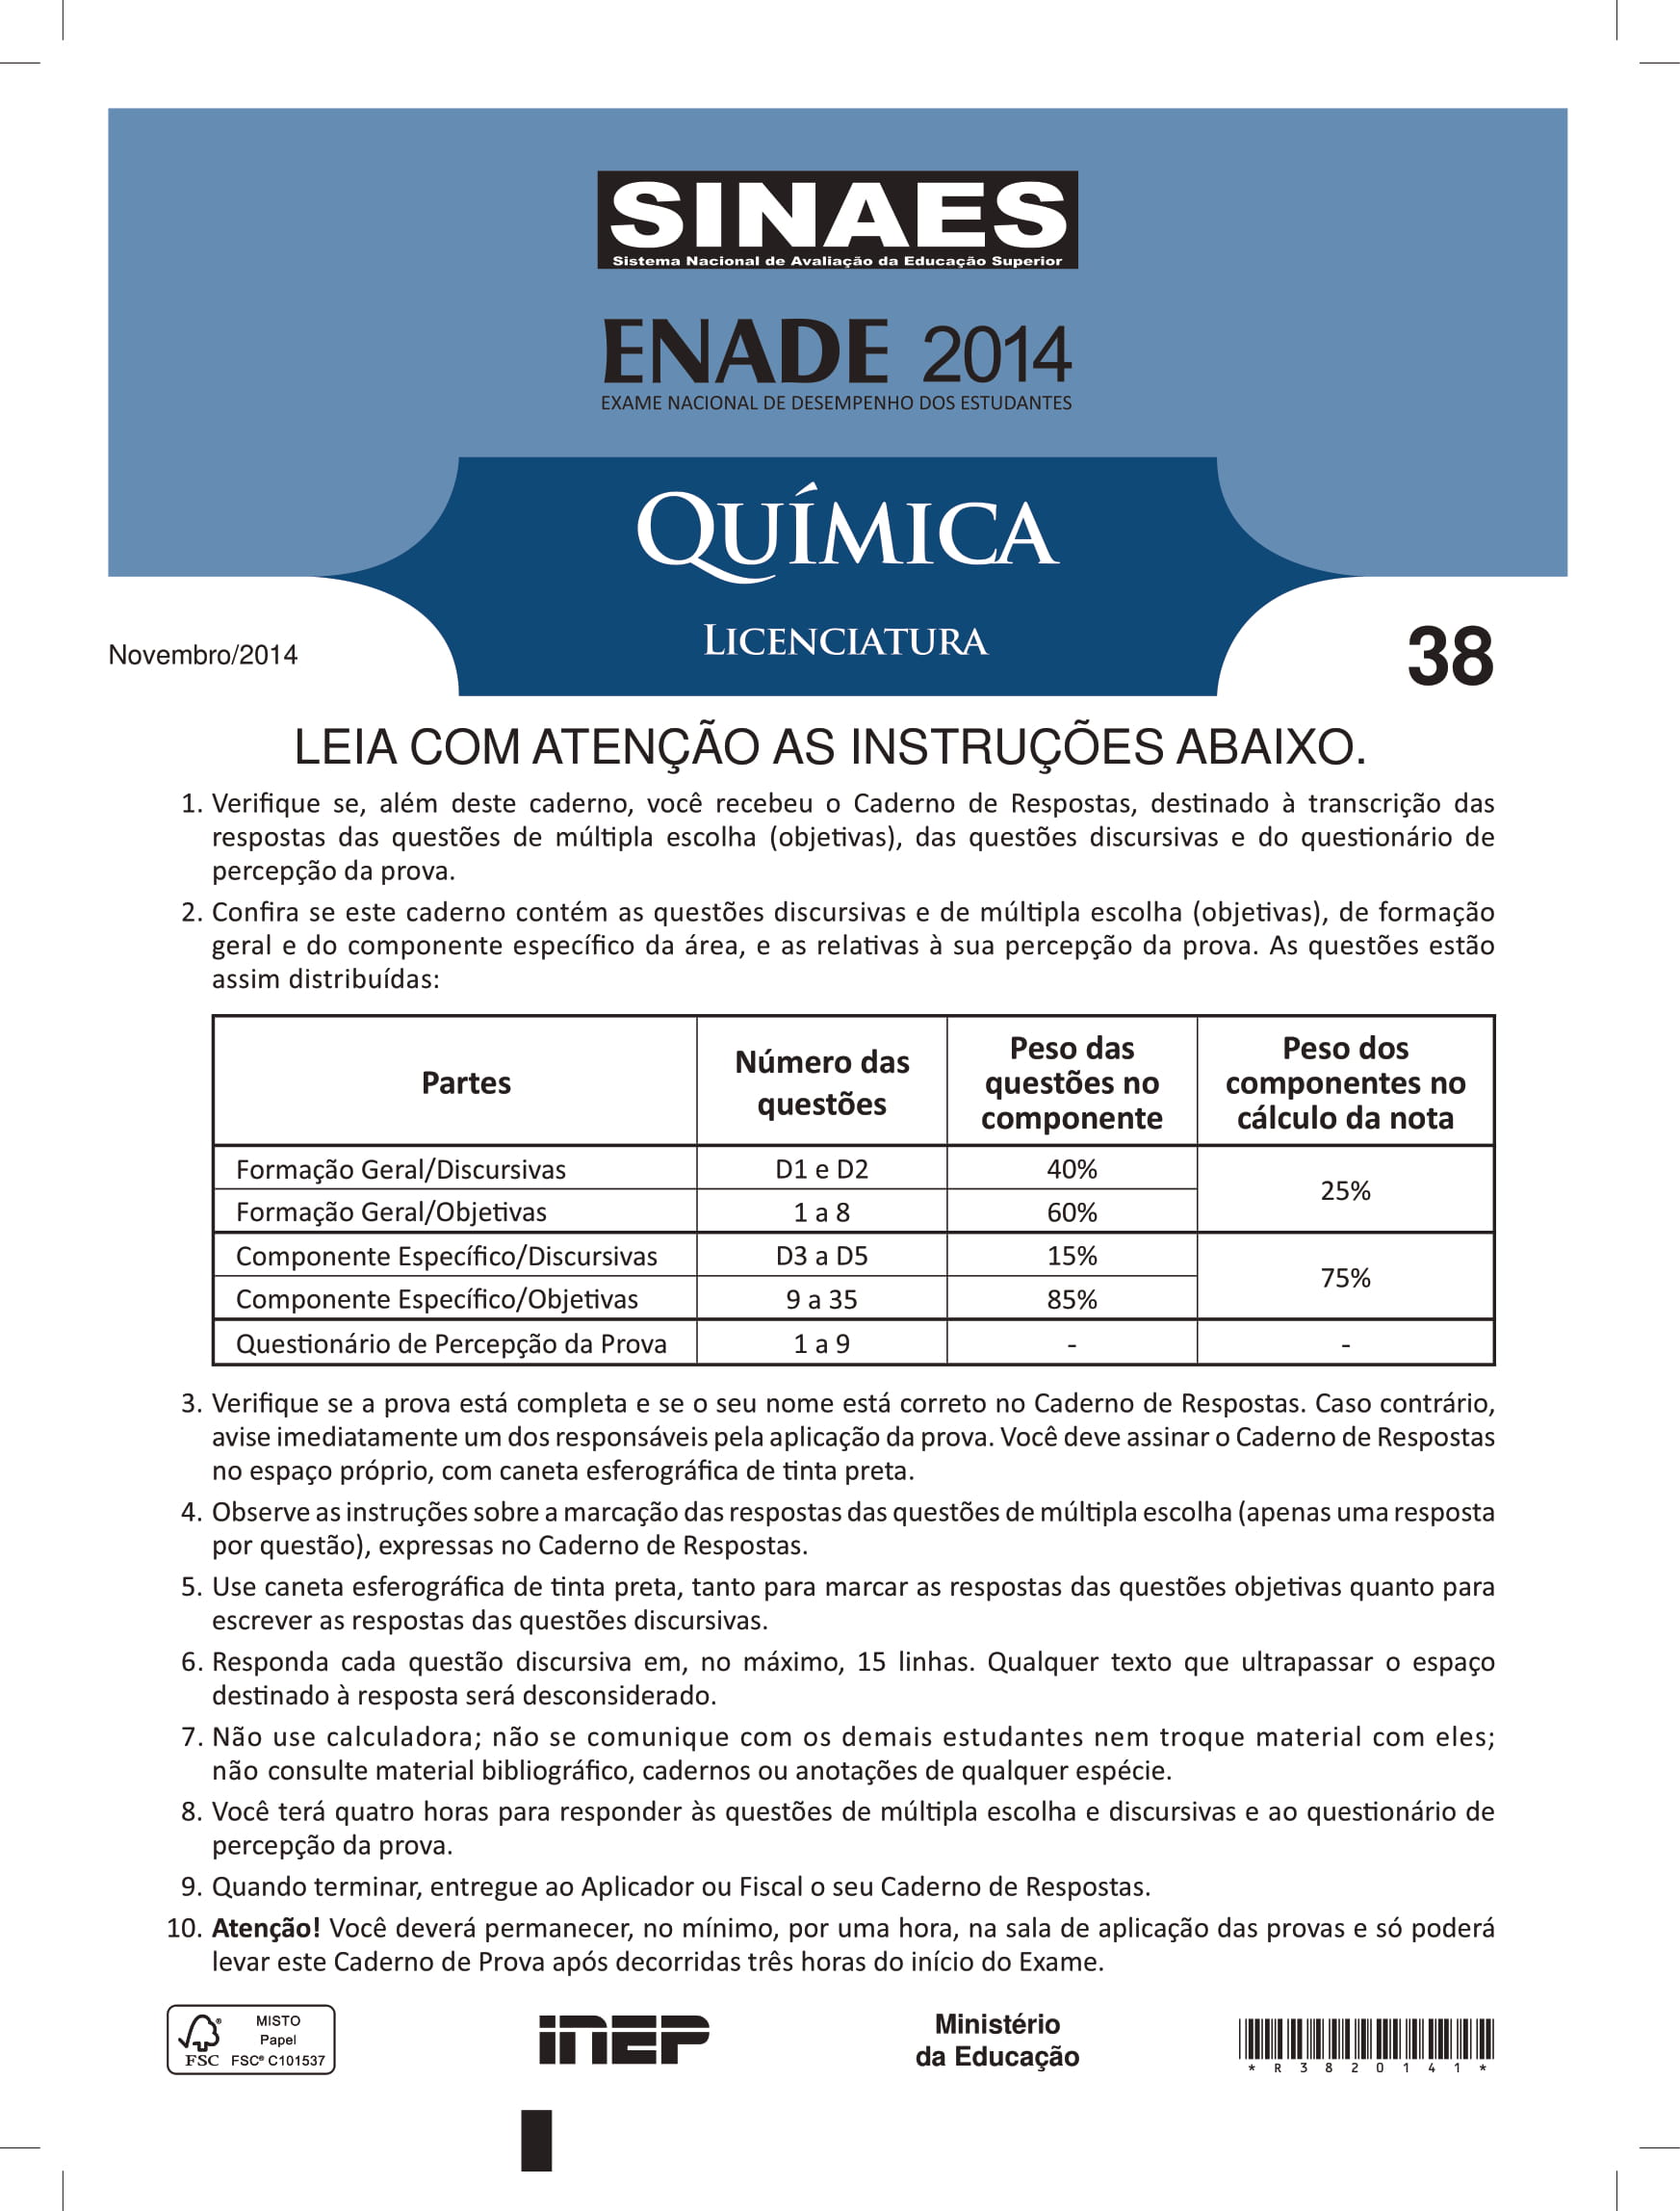 SINAES
Sistema Nacional de Avaliação da Educação Superior
ENADE 2014
EXAME NACIONAL DE DESEMPENHO DOS ESTUDANTES
QUÍMICA
LICENCIATURA
Novembro/2014
38
LEIA COM ATENÇÃO AS INSTRUÇÕES ABAIXO.
1. Verifique se, além deste caderno, você recebeu o Caderno de Respostas, destinado à transcrição das
respostas das questões de múltipla escolha (objetivas), das questões discursivas e do questionário de
percepção da prova.
2. Confira se este caderno contém as questões discursivas e de múltipla escolha (objetivas), de formação
geral e do componente específico da área, e as relativas à sua percepção da prova. As questões estão
assim distribuídas:
Partes
Número das
questões
Peso das
questões no
componente
Peso dos
componentes no
cálculo da nota
Formação Geral/Discursivas D1 e D2 40%
25%
Formação Geral/Objetivas 1 a 8 60%
Componente Específico/Discursivas D3 a D5 15%
75%
Componente Específico/Objetivas 9 a 35 85%
Questionário de Percepção da Prova 1 a 9 - -
3. Verifique se a prova está completa e se o seu nome está correto no Caderno de Respostas. Caso contrário,
avise imediatamente um dos responsáveis pela aplicação da prova. Você deve assinar o Caderno de Respostas
no espaço próprio, com caneta esferográfica de tinta preta.
4. Observe as instruções sobre a marcação das respostas das questões de múltipla escolha (apenas uma resposta
por questão), expressas no Caderno de Respostas.
5. Use caneta esferográfica de tinta preta, tanto para marcar as respostas das questões objetivas quanto para
escrever as respostas das questões discursivas.
6. Responda cada questão discursiva em, no máximo, 15 linhas. Qualquer texto que ultrapassar o espaço
destinado à resposta será desconsiderado.
7. Não use calculadora; não se comunique com os demais estudantes nem troque material com eles;
não consulte material bibliográfico, cadernos ou anotações de qualquer espécie.
8. Você terá quatro horas para responder às questões de múltipla escolha e discursivas e ao questionário de
percepção da prova.
9. Quando terminar, entregue ao Aplicador ou Fiscal o seu Caderno de Respostas.
10. Atenção! Você deverá permanecer, no mínimo, por uma hora, na sala de aplicação das provas e só poderá
levar este Caderno de Prova após decorridas três horas do início do Exame.
MISTO
Papel
FSC FSC® C101537
INEP
Ministério
da Educação
* R 3 8 2 0 1 4 1 *